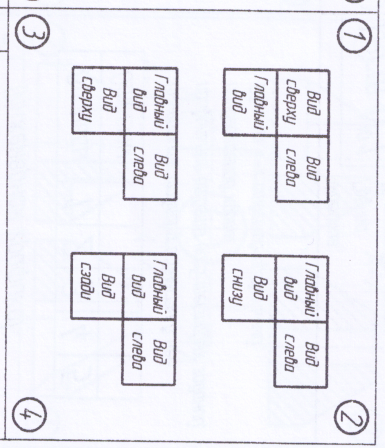 1
Вид
сверху
Вид
слева
Главный
вид
2
Главный
вид
Вид
слева
Вид
снизу
3
Главный
вид
Вид
слева
Вид
сверху
4
Главный
вид
Вид
слева
Вид
сзади